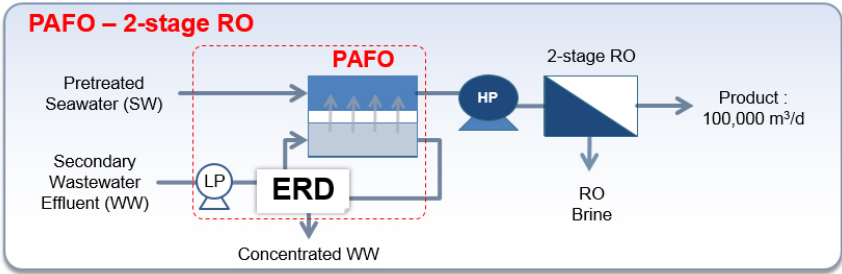 PAFO – 2-stage RO
PAFO
2-stage RO
Pretreated
Seawater (SW)
HP
Product :
100,000 m³/d
Secondary
Wastewater
Effluent (WW)
LP
ERD
RO
Brine
Concentrated WW